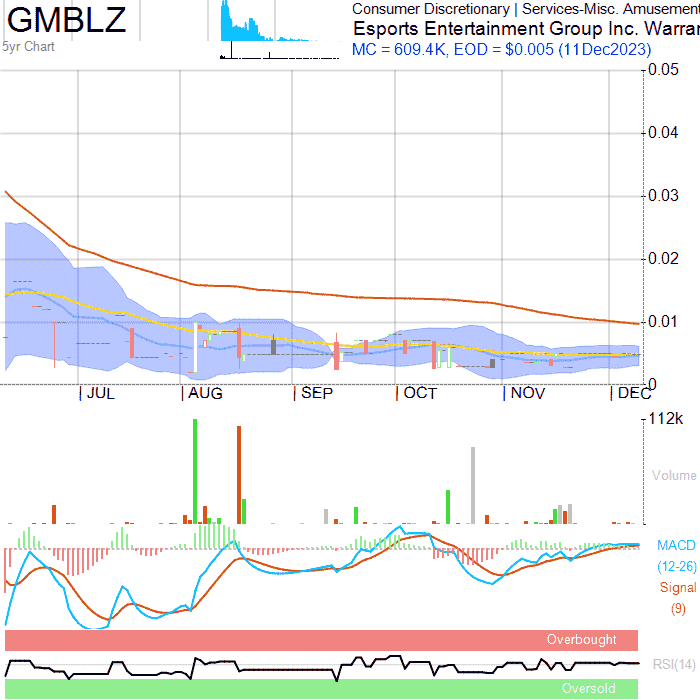 GMBLZ
5yr Chart
Consumer Discretionary | Services-Misc. Amusement
Esports Entertainment Group Inc. Warran
MC = 609.4K, EOD = $0.005 (11Dec2023)
0.05
0.04
0.03
0.02
0.01
0
JUL AUG SEP OCT NOV DEC
112k
Volume
MACD
(12-26)
Signal
(9)
Overbought
RSI(14)
Oversold